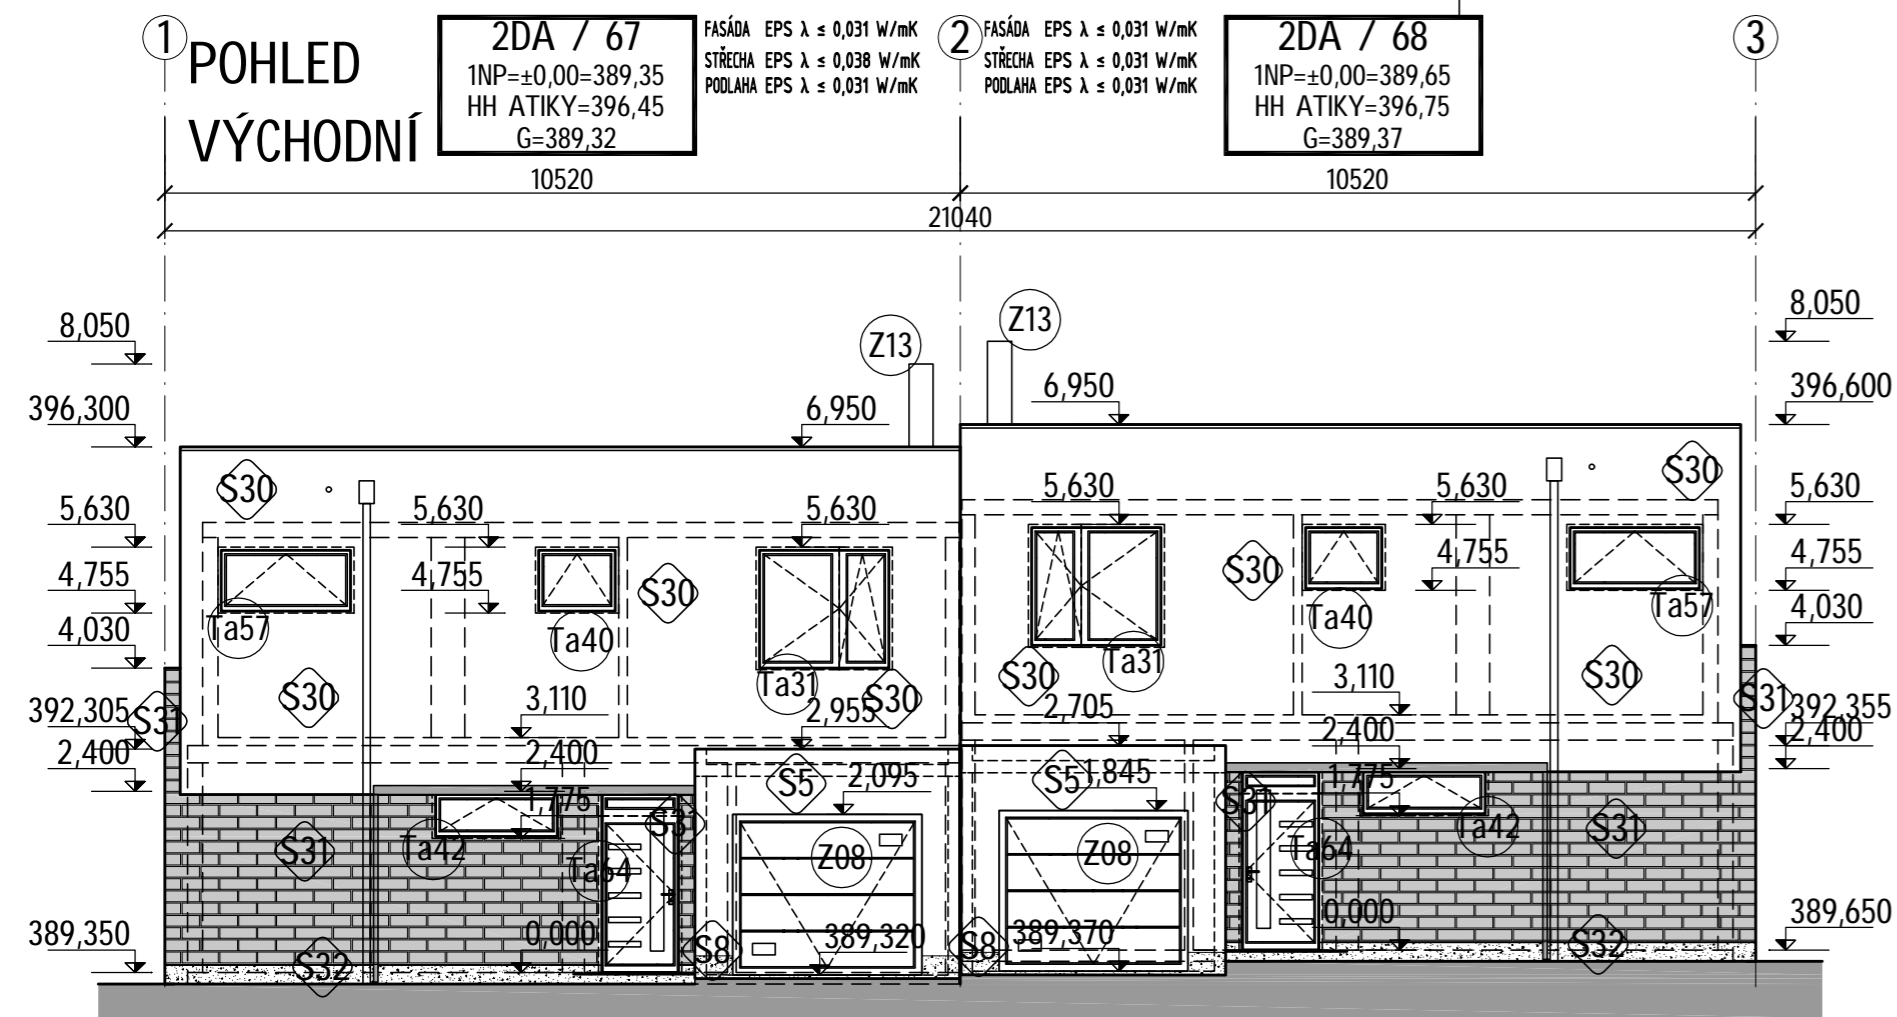 1
POHLED
VÝCHODNÍ
2DA / 67
1NP=±0,00=389,35
HH ATIKY=396,45
G=389,32
FASÁDA EPS λ ≤ 0,031 W/mK
STŘECHA EPS λ ≤ 0,038 W/mK
PODLAHA EPS λ ≤ 0,031 W/mK
2
FASÁDA EPS λ ≤ 0,031 W/mK
STŘECHA EPS λ ≤ 0,031 W/mK
PODLAHA EPS λ ≤ 0,031 W/mK
2DA / 68
1NP=±0,00=389,65
HH ATIKY=396,75
G=389,37
3
10520
10520
21040
8,050
Z13
Z13
8,050
396,300
6,950
6,950
396,600
S30
S30
5,630
5,630
5,630
5,630
5,630
5,630
4,755
4,755
S30
S30
4,755
4,755
4,030
Ta57
Ta40
Ta31
Ta31
Ta40
Ta57
4,030
S30
S30
S30
S30
392,305
S31
3,110
2,955
2,705
3,110
S31
392,355
2,400
2,400
2,400
2,400
S5
2,095
S5
1,845
1,775
1,775
S31
S31
S31
Ta42
Ta64
Z08
Z08
Ta64
Ta42
S31
389,350
0,000
S8
389,320
S8
389,370
0,000
389,650
S32
S32